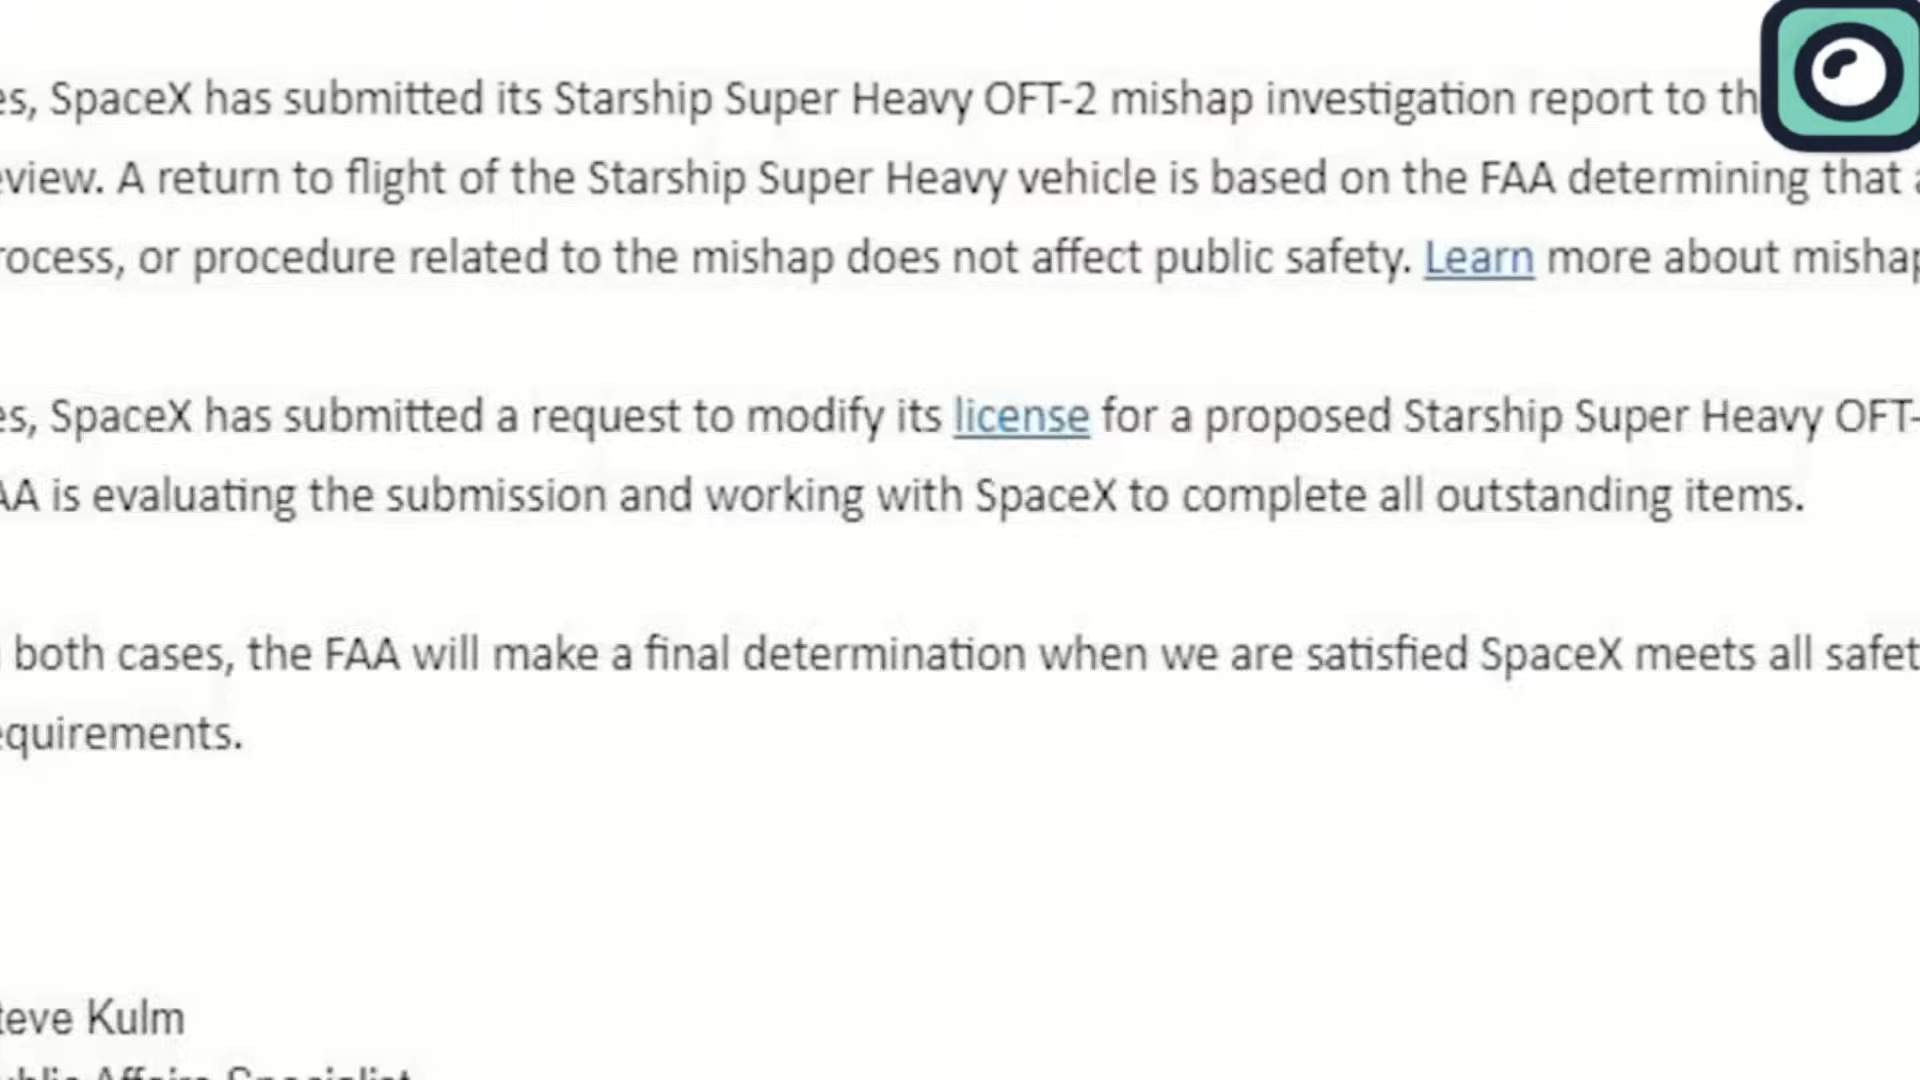 es, SpaceX has submitted its Starship Super Heavy OFT-2 mishap investigation report to th
eview. A return to flight of the Starship Super Heavy vehicle is based on the FAA determining that a
rocess, or procedure related to the mishap does not affect public safety. Learn more about mishap
es, SpaceX has submitted a request to modify its license for a proposed Starship Super Heavy OFT-
AA is evaluating the submission and working with SpaceX to complete all outstanding items.
both cases, the FAA will make a final determination when we are satisfied SpaceX meets all safet
equirements.
teve Kulm
ublic Affairs Specialist